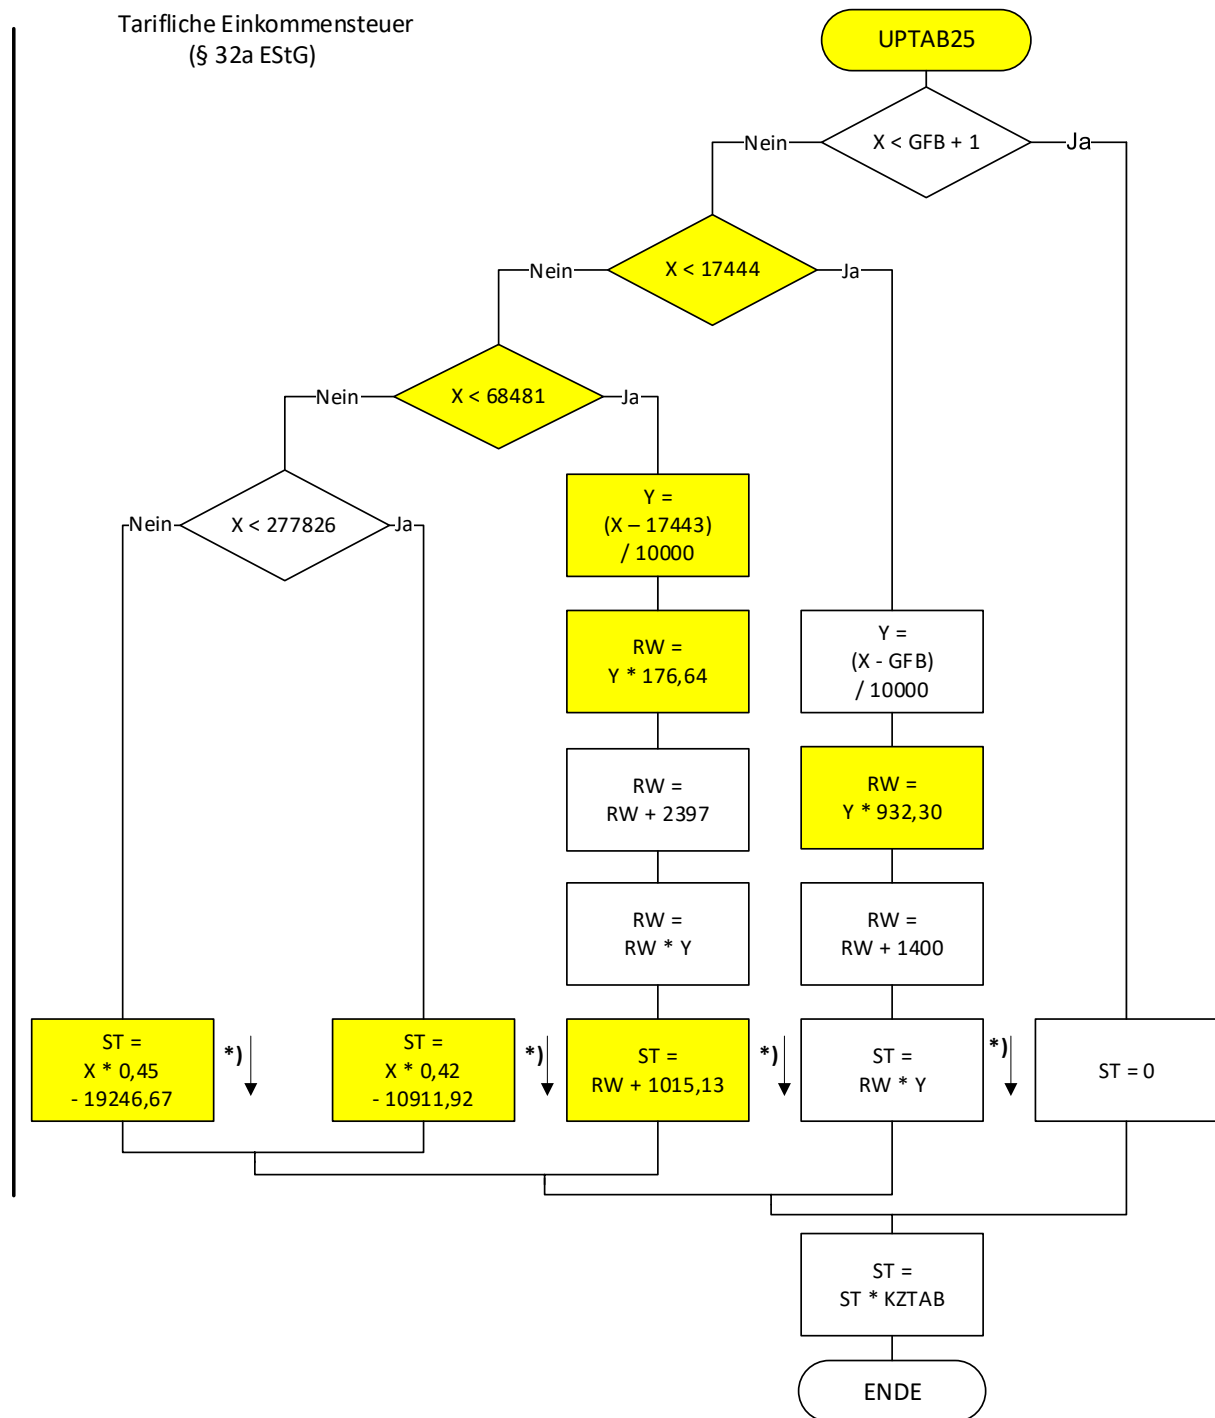 Tarifliche Einkommensteuer
(§ 32a EStG)
UPTAB25
X < GFB + 1
Nein
Ja
X < 17444
Nein
Ja
X < 68481
Nein
Ja
X < 277826
Nein
Ja
Y =
(X – 17443)
/ 10000
RW =
Y * 176,64
RW =
RW + 2397
RW =
RW * Y
Y =
(X - GFB)
/ 10000
RW =
Y * 932,30
RW =
RW + 1400
ST =
X * 0,45
- 19246,67
*)
ST =
X * 0,42
- 10911,92
*)
ST =
RW + 1015,13
*)
ST =
RW * Y
*)
ST = 0
ST =
ST * KZTAB
ENDE